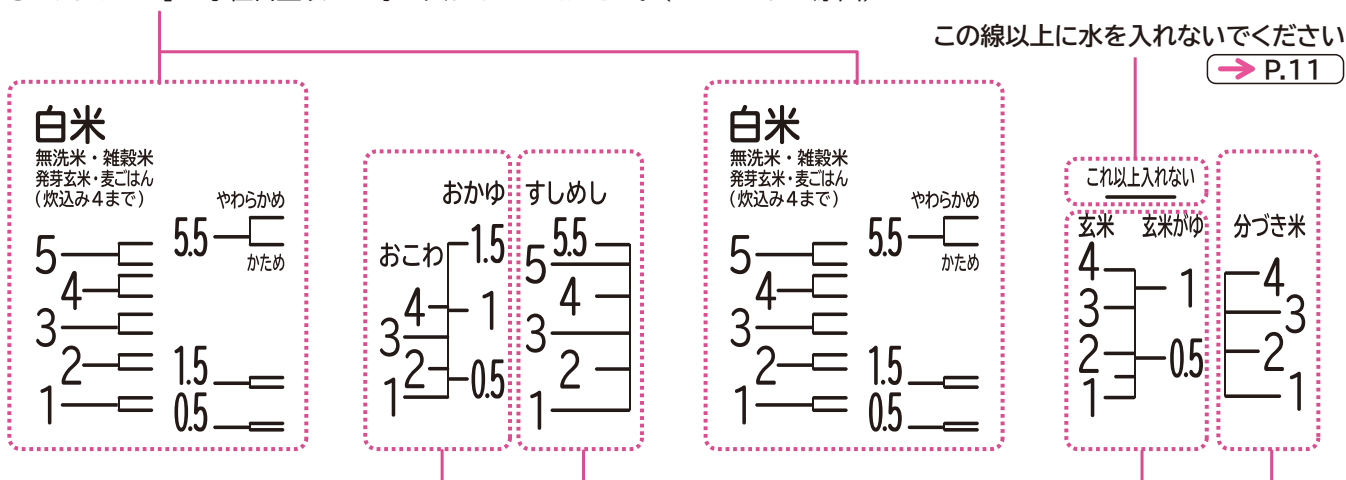 この線以上に水を入れないでください
P.11
白米
無洗米・雑穀米
発芽玄米・麦ごはん
(炊込み4まで)
やわらかめ
5.5
かため
5
4
3
2
1
1.5
0.5
おかゆ
1.5
1
0.5
おこわ
4
3
2
1
すしめし
5.5
5
4
3
2
1
白米
無洗米・雑穀米
発芽玄米・麦ごはん
(炊込み4まで)
やわらかめ
5.5
かため
5
4
3
2
1
1.5
0.5
これ以上入れない
玄米
4
3
2
1
玄米がゆ
1
0.5
分づき米
4
3
2
1